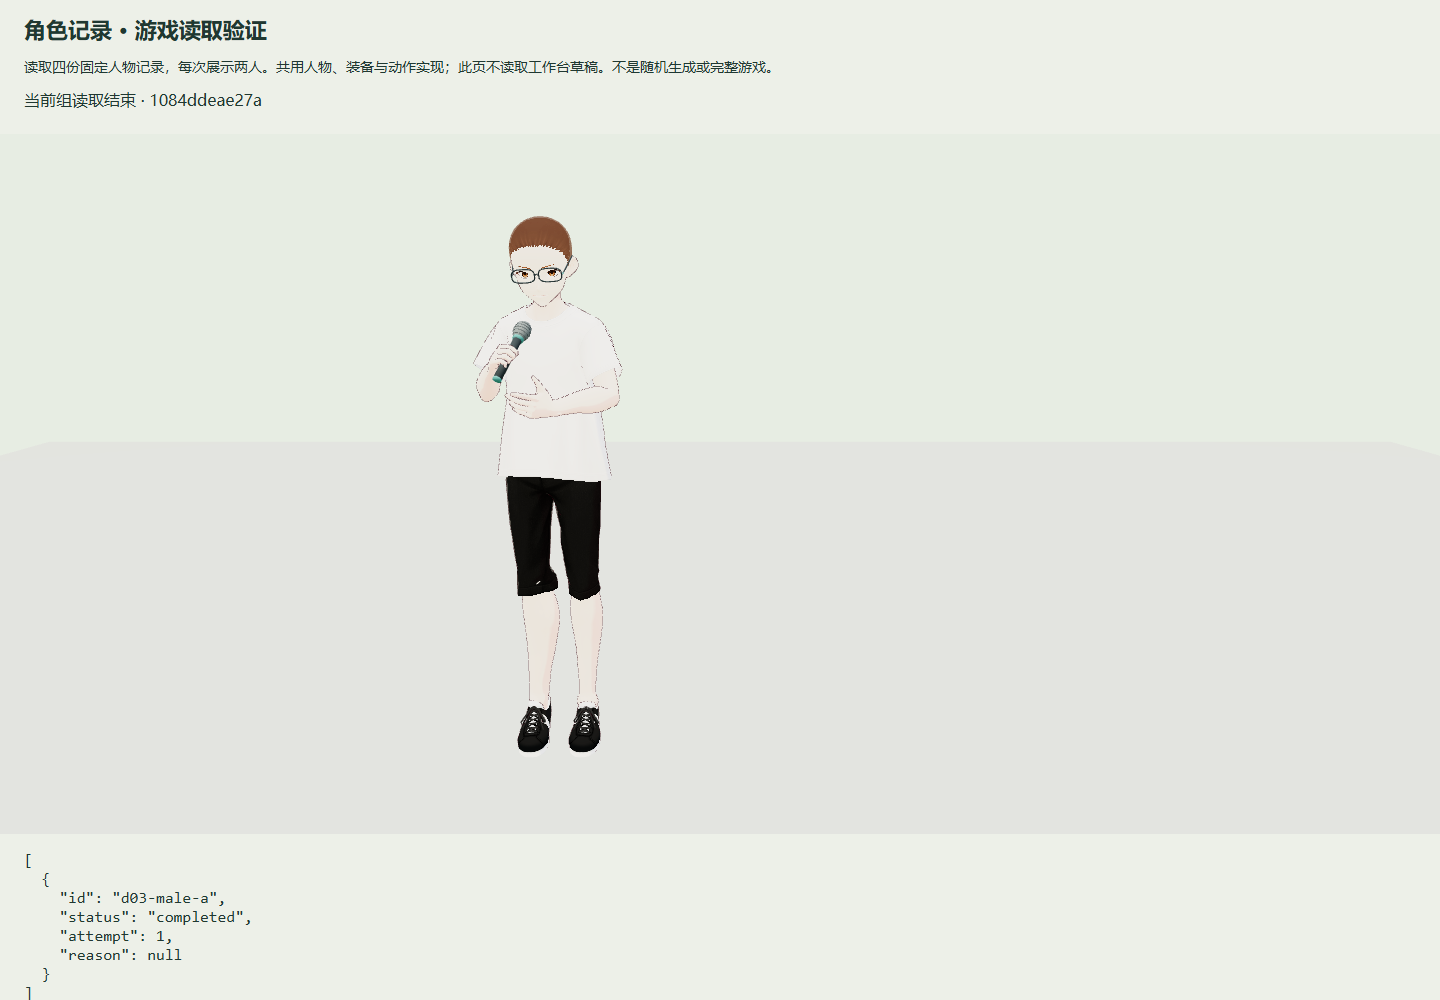 角色记录 • 游戏读取验证
读取四份固定人物记录，每次展示两人。共用人物、装备与动作实现；此页不读取工作台草稿。不是随机生成或完整游戏。
当前组读取结束 · 1084ddeae27a
[
  {
    "id": "d03-male-a",
    "status": "completed",
    "attempt": 1,
    "reason": null
  }
]